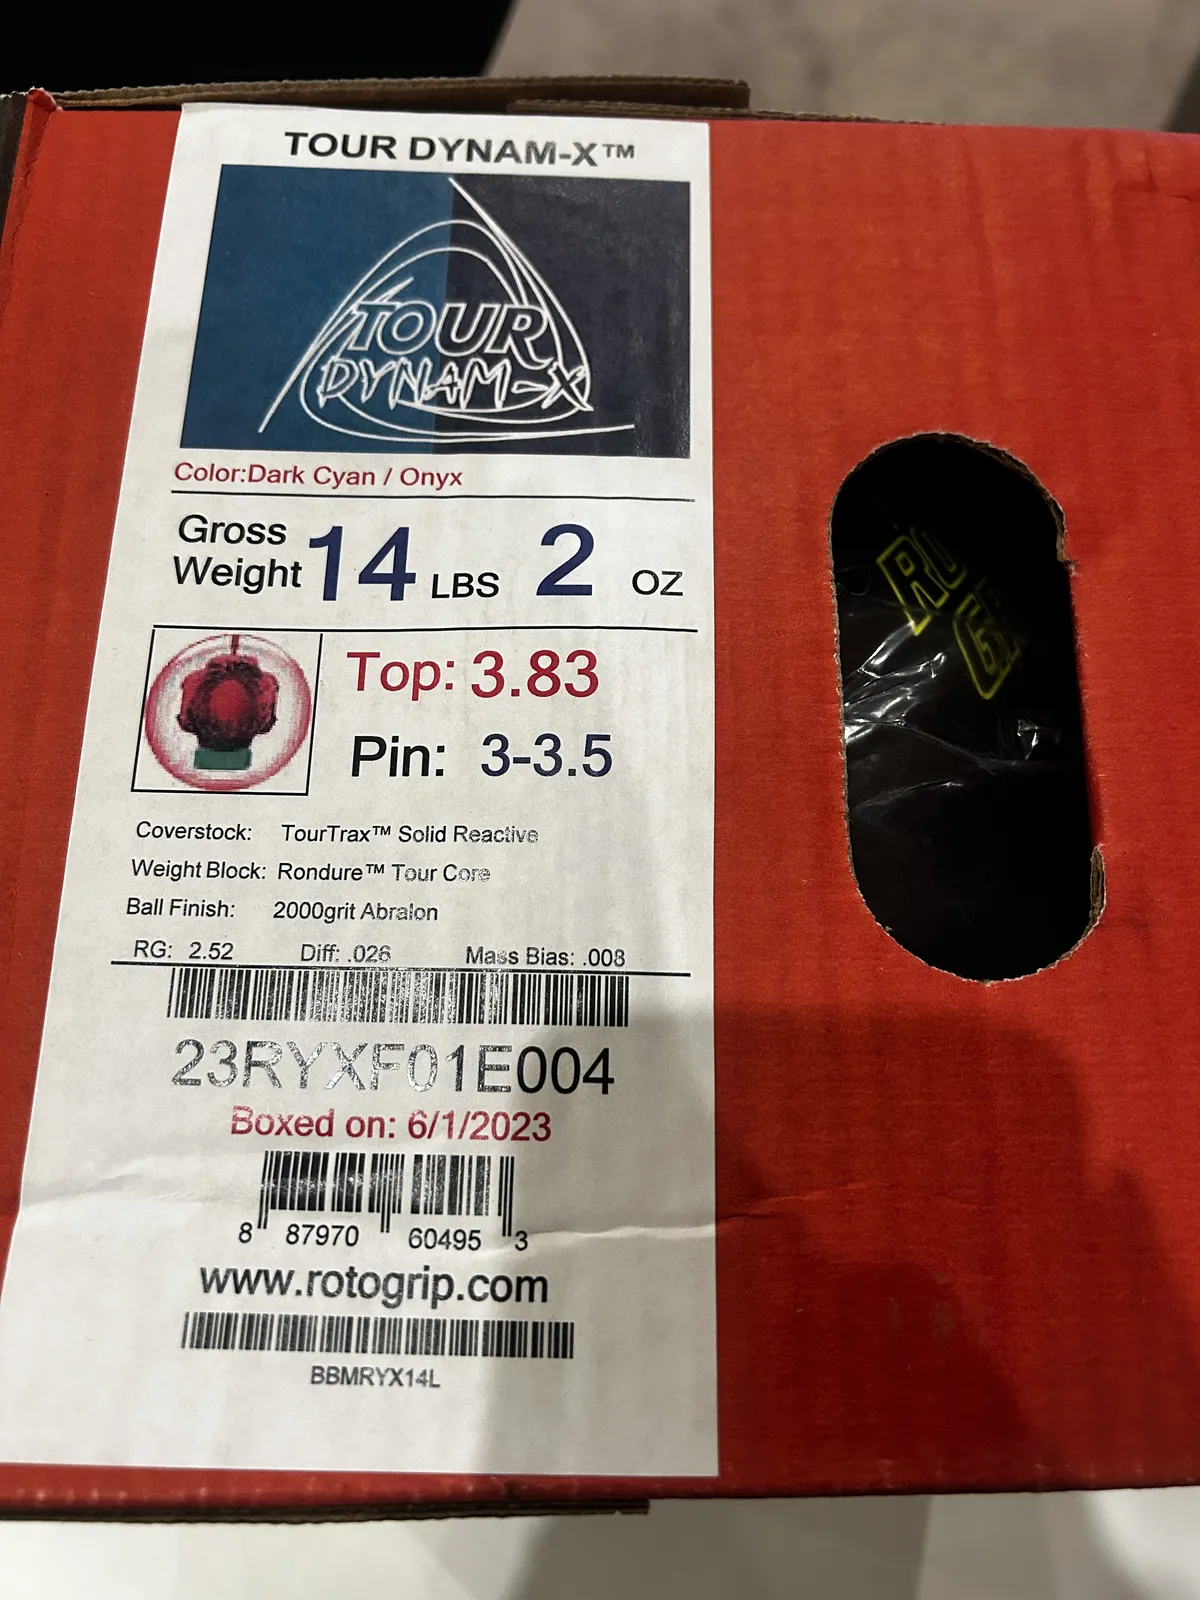 TOUR DYNAM-X™
TOUR
DYNAM-X
Color:Dark Cyan / Onyx
Gross Weight 14 LBS 2 OZ
Top: 3.83
Pin: 3-3.5
Coverstock: TourTrax™ Solid Reactive
Weight Block: Rondure™ Tour Core
Ball Finish: 2000grit Abralon
RG: 2.52 Diff: .026 Mass Bias: .008
23RYXF01E004
Boxed on: 6/1/2023
8 87970 60495 3
www.rotogrip.com
BBMRYX14L
RO
G